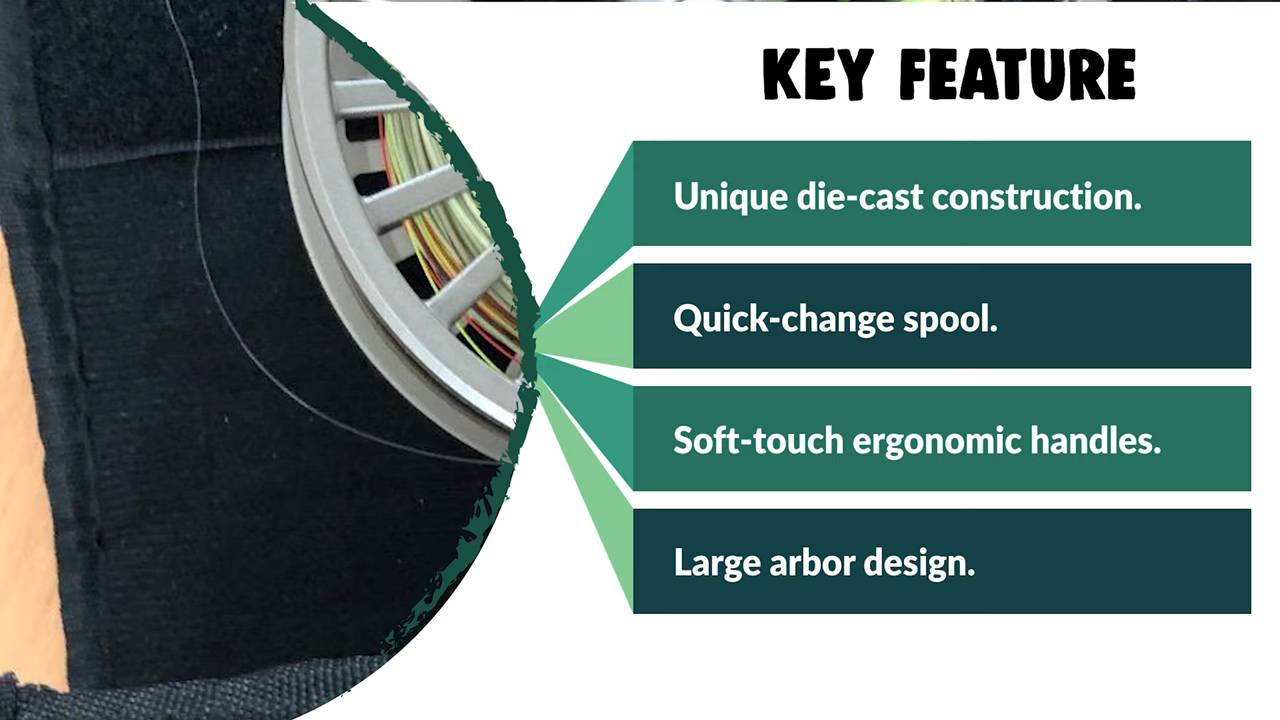 KEY FEATURE
Unique die-cast construction.
Quick-change spool.
Soft-touch ergonomic handles.
Large arbor design.